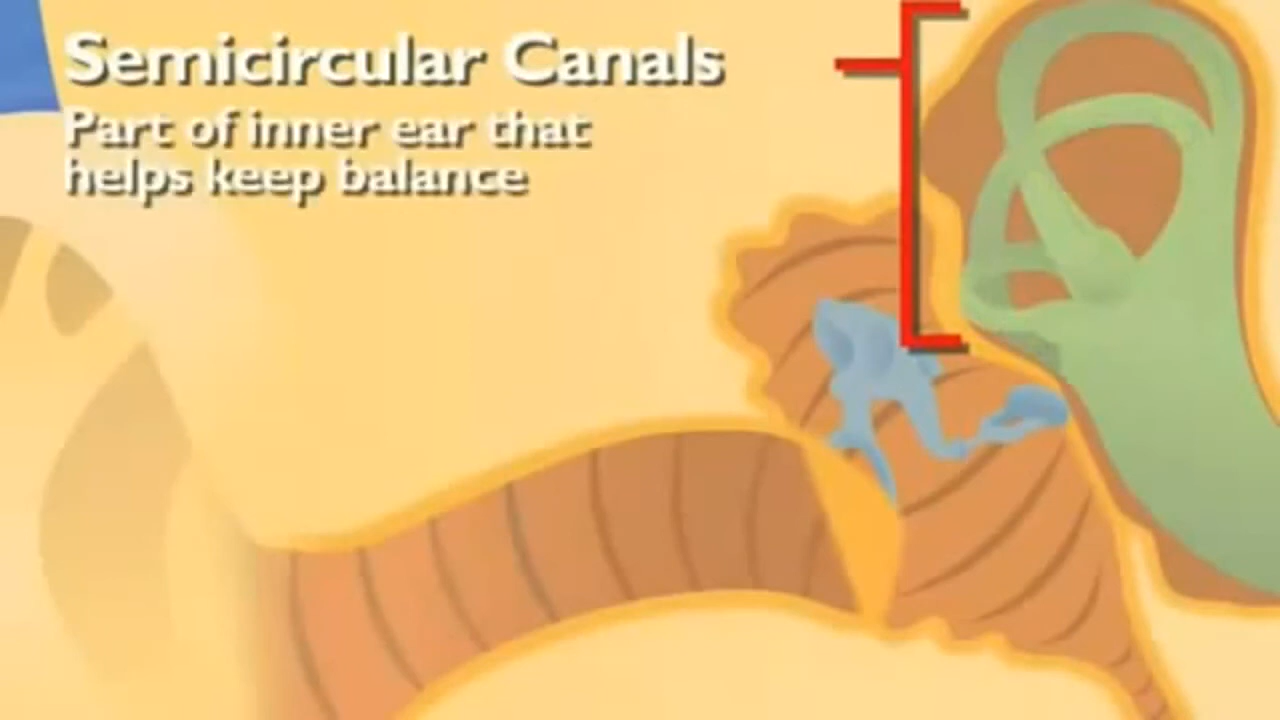 Semicircular Canals
Part of inner ear that
helps keep balance